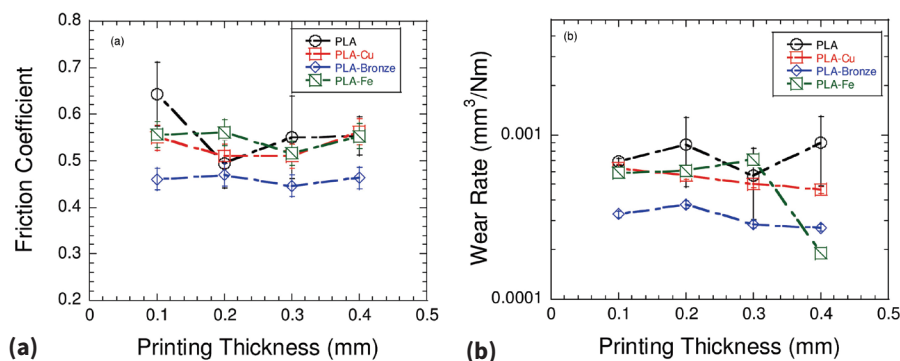 0.8
0.7
0.6
0.5
0.4
0.3
0.2
0
0.1
0.2
0.3
0.4
0.5
Friction Coefficient
Printing Thickness (mm)
(a)
PLA
PLA-Cu
PLA-Bronze
PLA-Fe
(a)
0.001
0.0001
0
0.1
0.2
0.3
0.4
0.5
Wear Rate (mm³/Nm)
Printing Thickness (mm)
(b)
PLA
PLA-Cu
PLA-Bronze
PLA-Fe
(b)